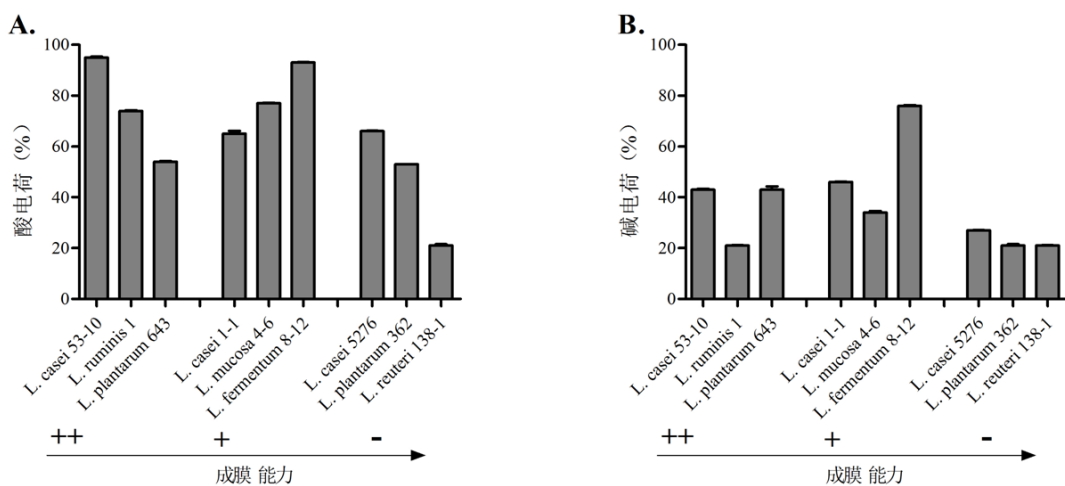 A.
酸电荷（%）
100
80
60
40
20
0
L. casei 53-10
L. ruminis 1
L. plantarum 643
L. casei 1-1
L. mucosa 4-6
L. fermentum 8-12
L. casei 5276
L. plantarum 362
L. reuteri 138-1
++
+
-
成膜 能力
B.
碱电荷（%）
100
80
60
40
20
0
L. casei 53-10
L. ruminis 1
L. plantarum 643
L. casei 1-1
L. mucosa 4-6
L. fermentum 8-12
L. casei 5276
L. plantarum 362
L. reuteri 138-1
++
+
-
成膜 能力